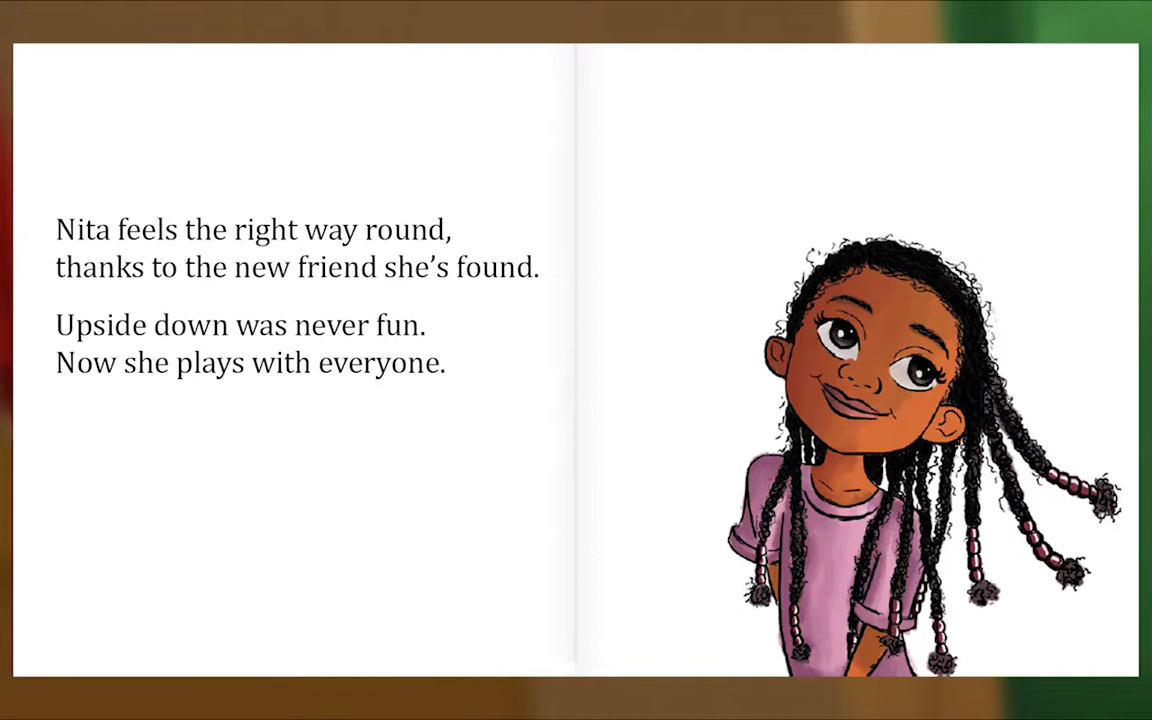 Nita feels the right way round,
thanks to the new friend she’s found.
Upside down was never fun.
Now she plays with everyone.